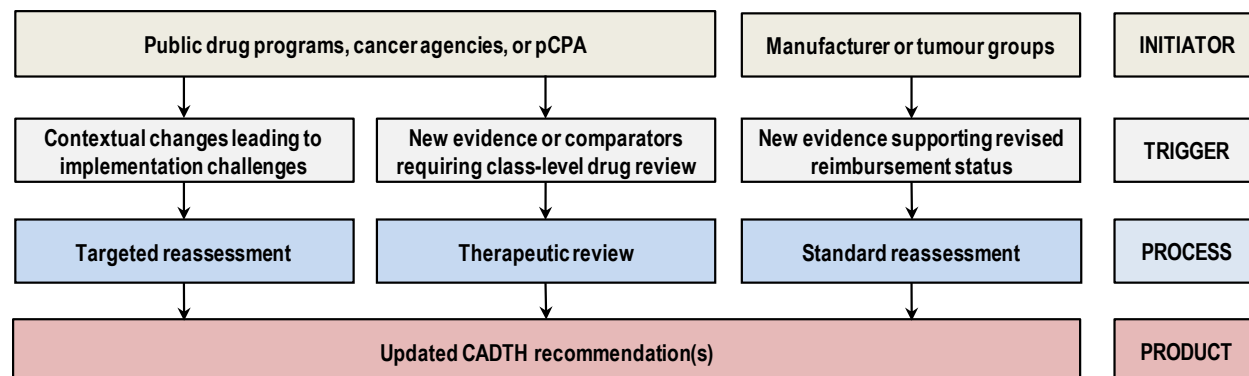 Public drug programs, cancer agencies, or pCPA
Manufacturer or tumour groups
INITIATOR
Contextual changes leading to
implementation challenges
New evidence or comparators
requiring class-level drug review
New evidence supporting revised
reimbursement status
TRIGGER
Targeted reassessment
Therapeutic review
Standard reassessment
PROCESS
Updated CADTH recommendation(s)
PRODUCT